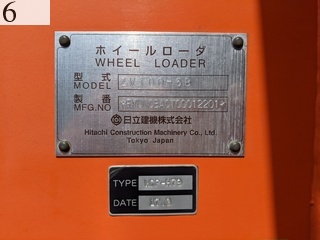 6
ホイールローダ
WHEEL LOADER
型式
MODEL
製番
MFG.NO
日立建機株式会社
Hitachi Construction Machinery Co., Ltd.
Tokyo Japan
TYPE
DATE